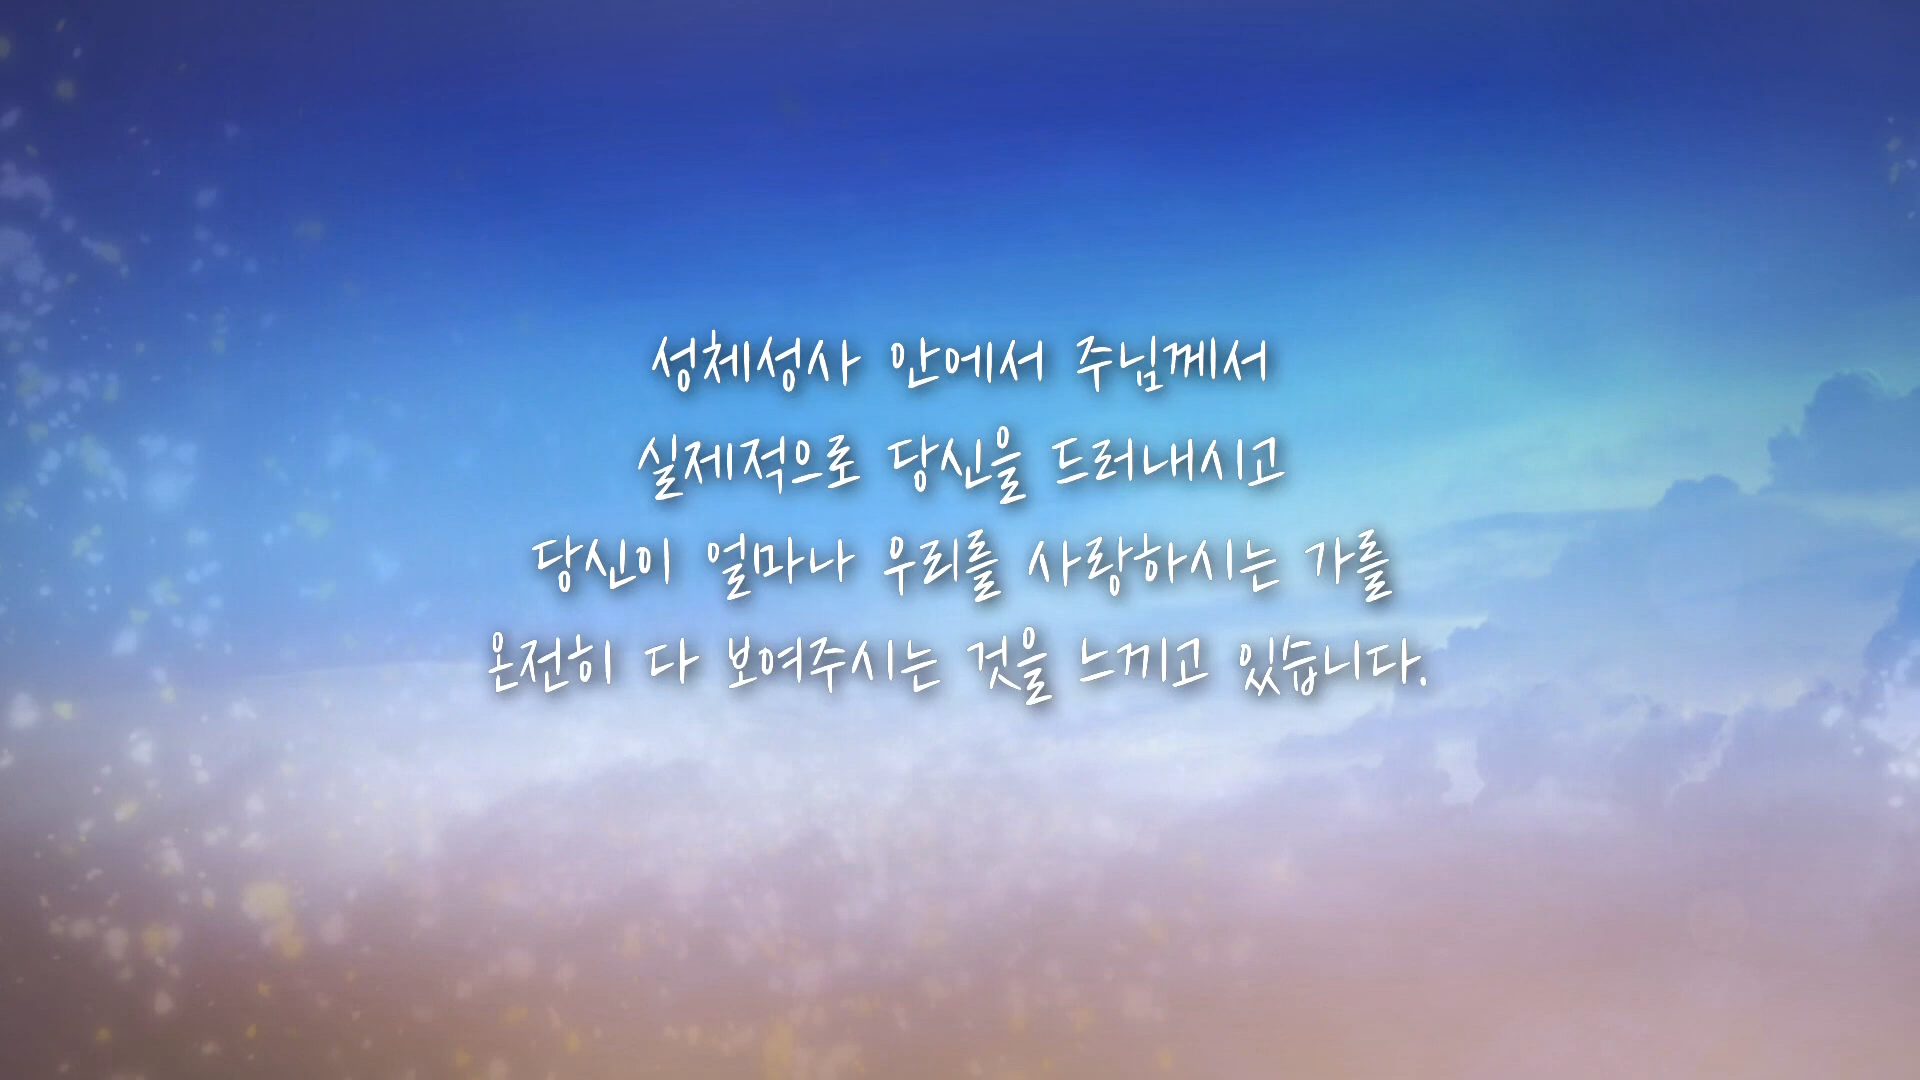 성체성사 안에서 주님께서
실제적으로 당신을 드러내시고
당신이 얼마나 우리를 사랑하시는 가를
온전히 다 보여주시는 것을 느끼고 있습니다.